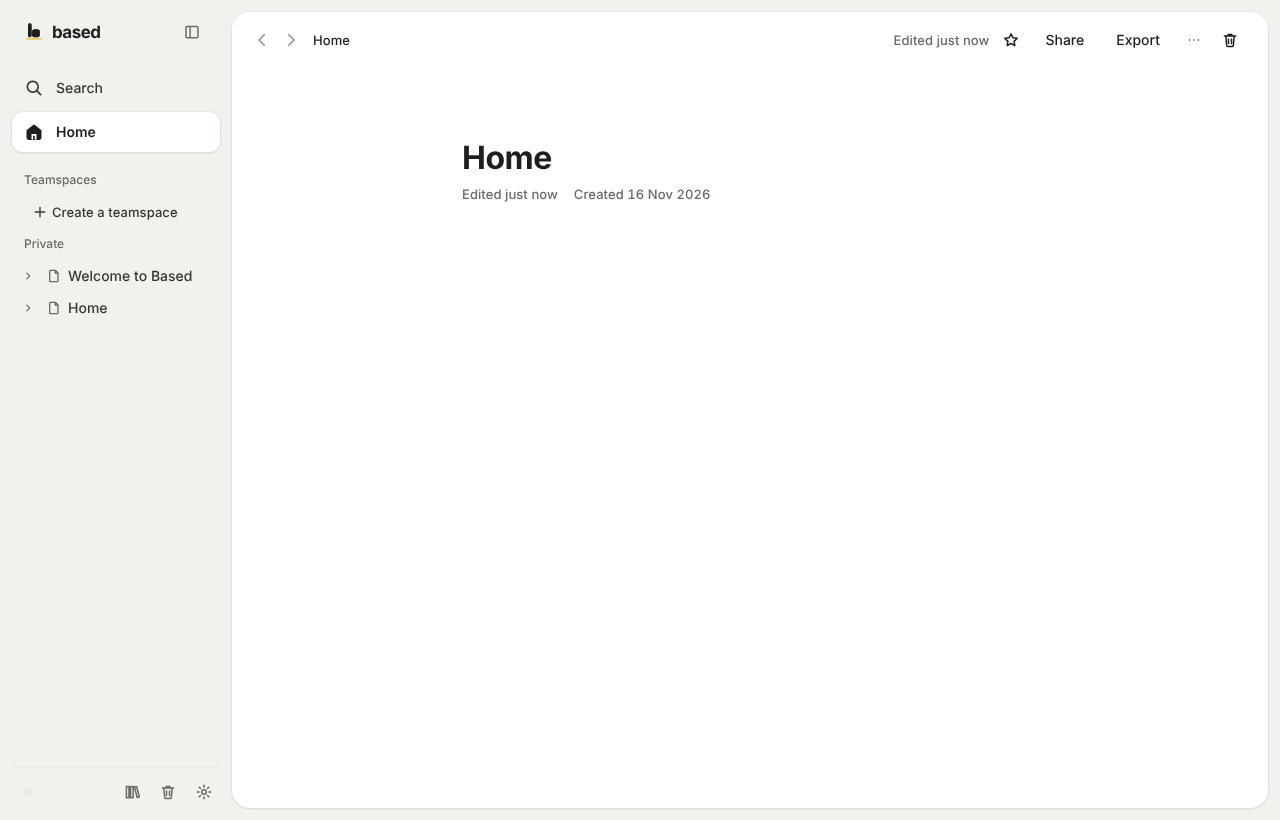 based
Search
Home
Teamspaces
Create a teamspace
Private
Welcome to Based
Home
Home
Edited just now
Share
Export
Home
Edited just now Created 16 Nov 2026